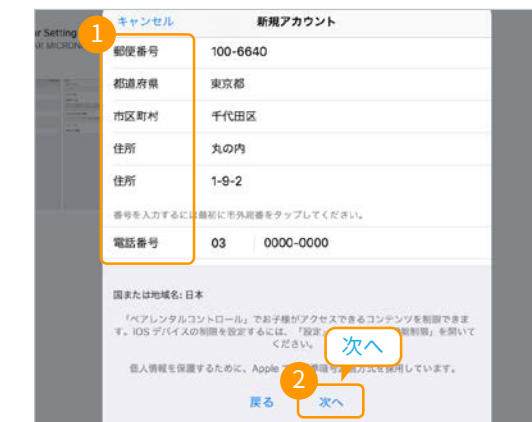 キャンセル
新規アカウント
r Setting
1
郵便番号 100-6640
都道府県 東京都
市区町村 千代田区
住所 丸の内
住所 1-9-2
番号を入力するには最初に市外局番をタップしてください。
電話番号 03 0000-0000
国または地域名: 日本
「ペアレンタルコントロール」でお子様がアクセスできるコンテンツを制限できま
す。iOS デバイスの制限を設定するには、「設定」 能制限」を開いて
ください。
次へ
個人情報を保護するために、Apple で 方式を採用しています。
2
戻る 次へ